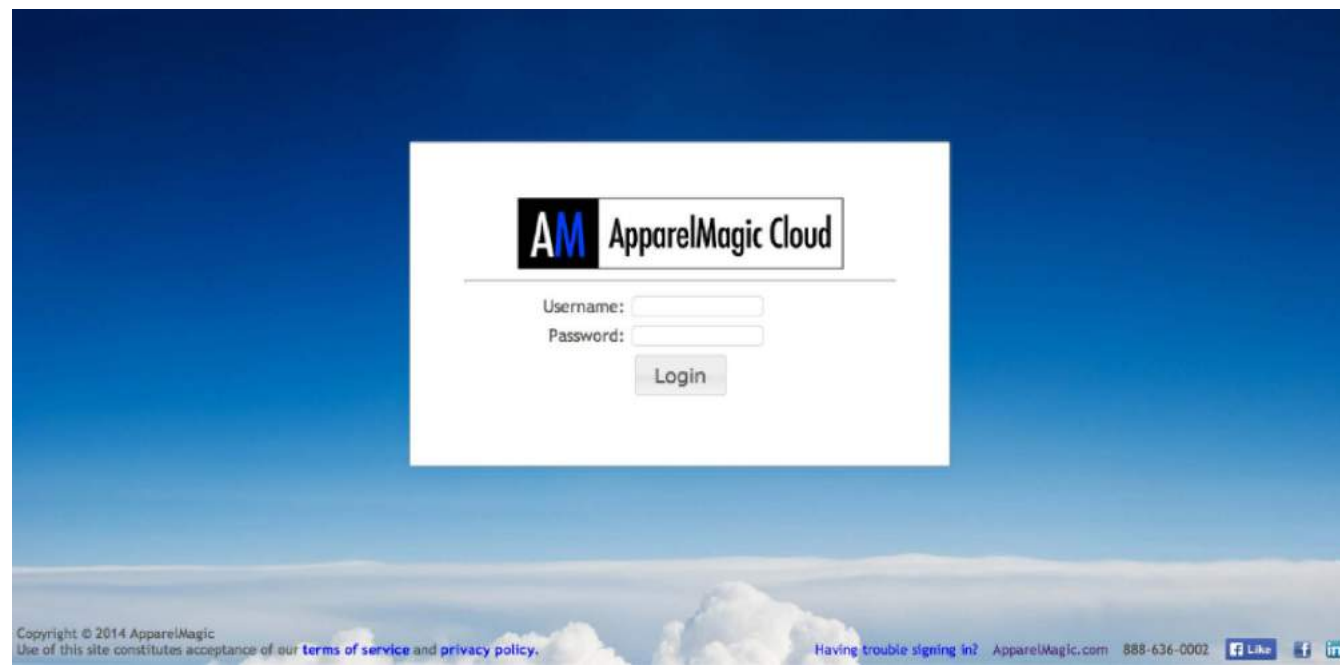 AM ApparelMagic Cloud
Username:
Password:
Login
Copyright © 2014 ApparelMagic
Use of this site constitutes acceptance of our terms of service and privacy policy.
Having trouble signing in? ApparelMagic.com 888-636-0002 f Like f in